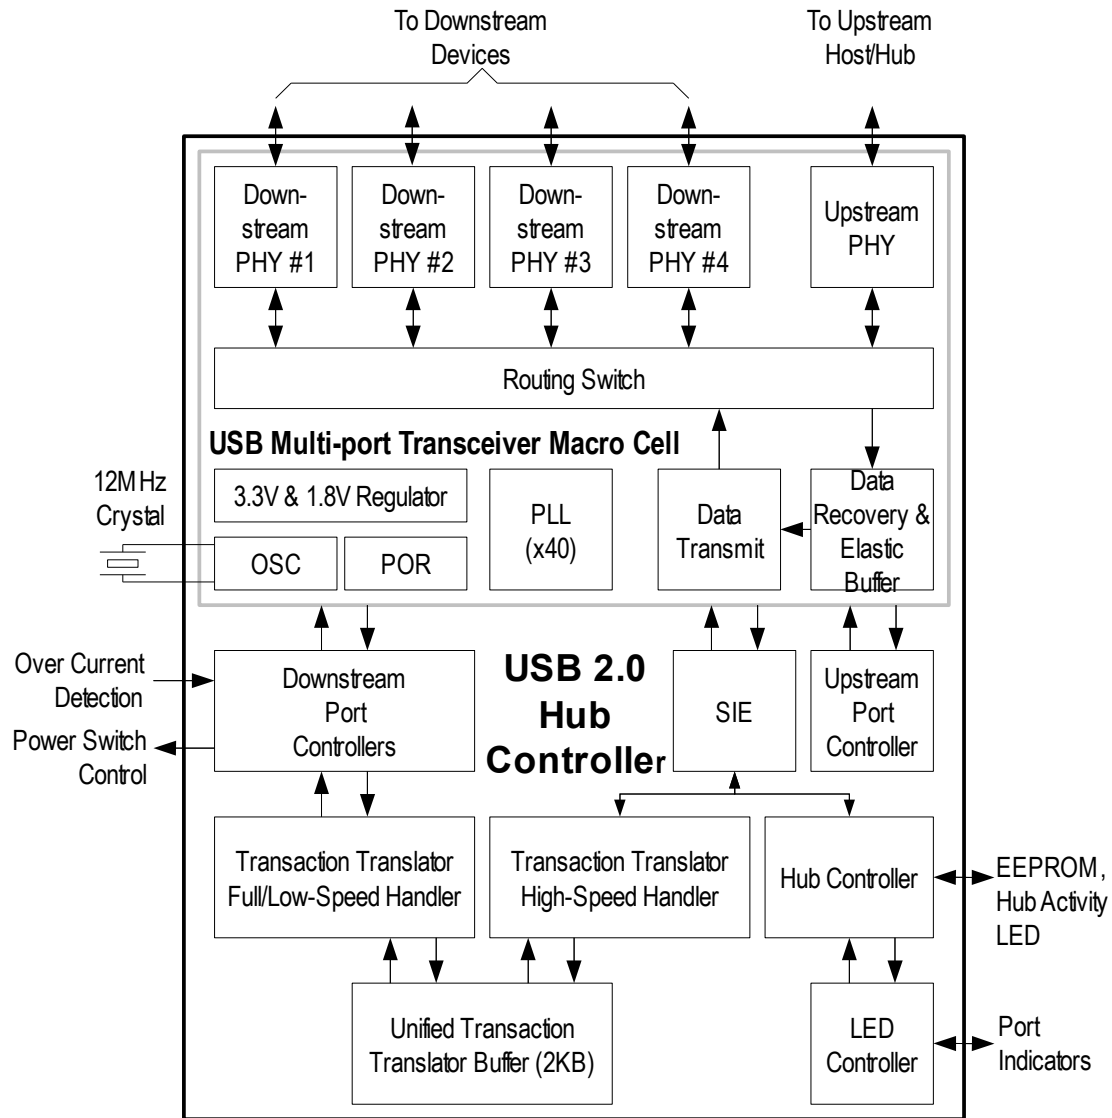 To Downstream
Devices
To Upstream
Host/Hub
Down-
stream
PHY #1
Down-
stream
PHY #2
Down-
stream
PHY #3
Down-
stream
PHY #4
Upstream
PHY
Routing Switch
USB Multi-port Transceiver Macro Cell
12MHz
Crystal
3.3V & 1.8V Regulator
OSC
POR
PLL
(x40)
Data
Transmit
Data
Recovery &
Elastic
Buffer
Over Current
Detection
Power Switch
Control
Downstream
Port
Controllers
USB 2.0
Hub
Controller
SIE
Upstream
Port
Controller
Transaction Translator
Full/Low-Speed Handler
Transaction Translator
High-Speed Handler
Hub Controller
EEPROM,
Hub Activity
LED
Unified Transaction
Translator Buffer (2KB)
LED
Controller
Port
Indicators